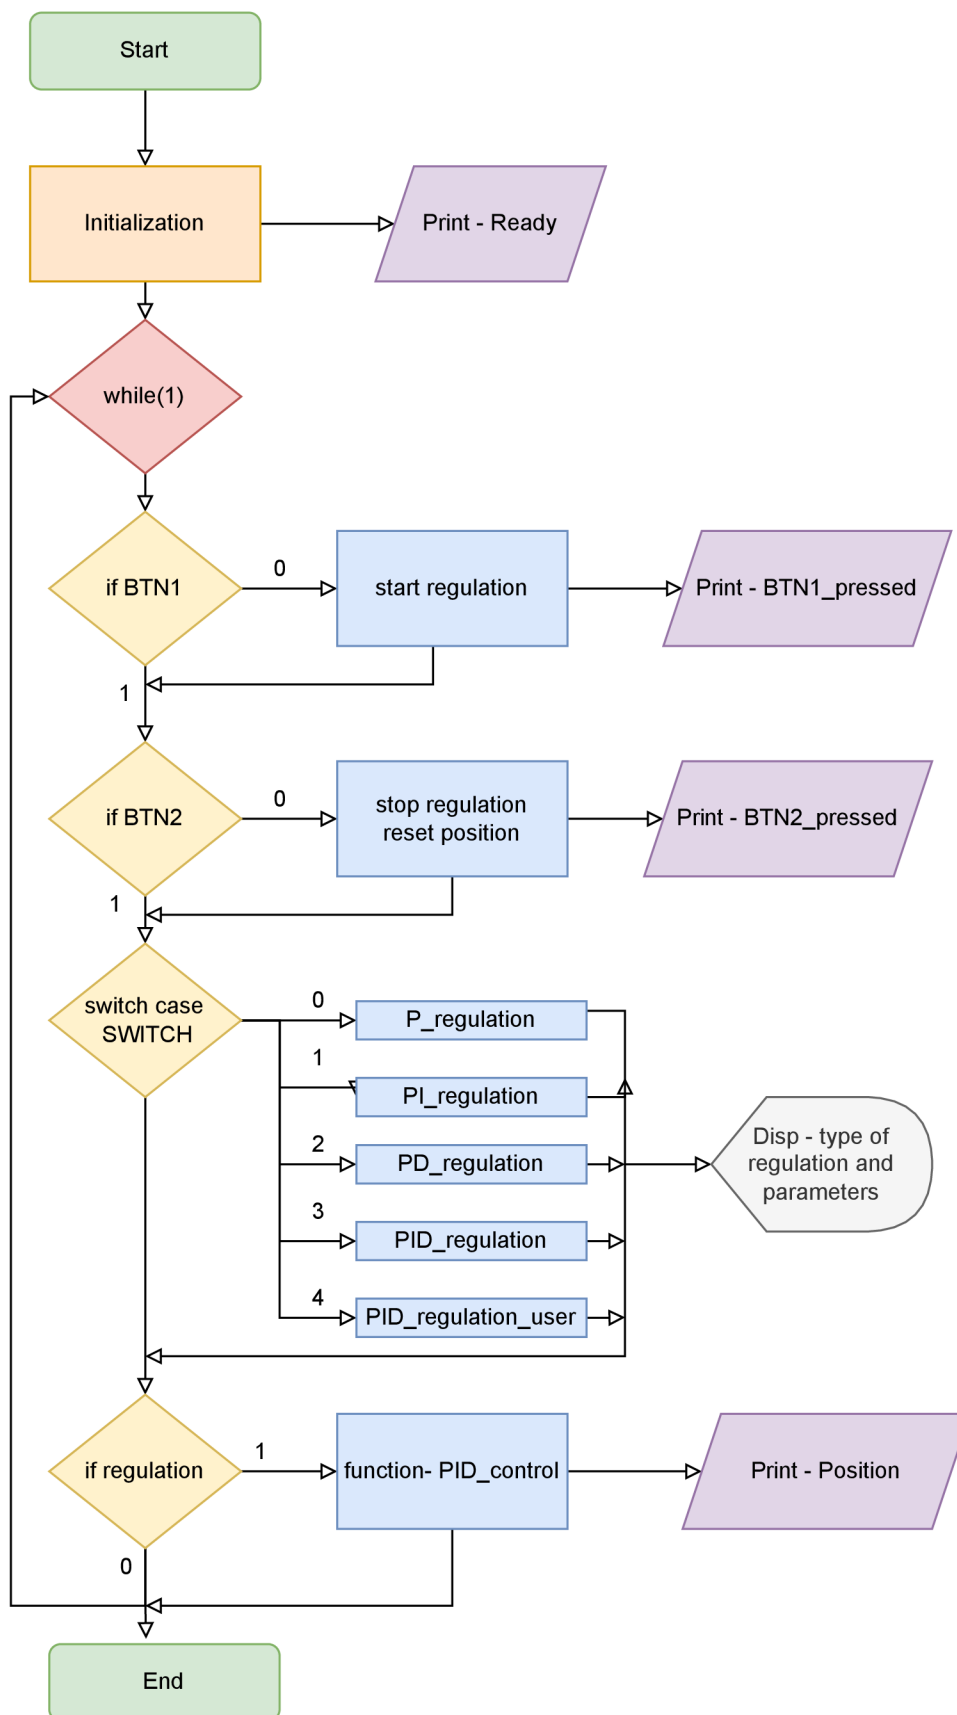 Start
Initialization
Print - Ready
while(1)
if BTN1
0
start regulation
Print - BTN1_pressed
1
if BTN2
0
stop regulation
reset position
Print - BTN2_pressed
1
switch case
SWITCH
0
P_regulation
1
PI_regulation
2
PD_regulation
3
PID_regulation
4
PID_regulation_user
Disp - type of
regulation and
parameters
if regulation
1
function- PID_control
Print - Position
0
End